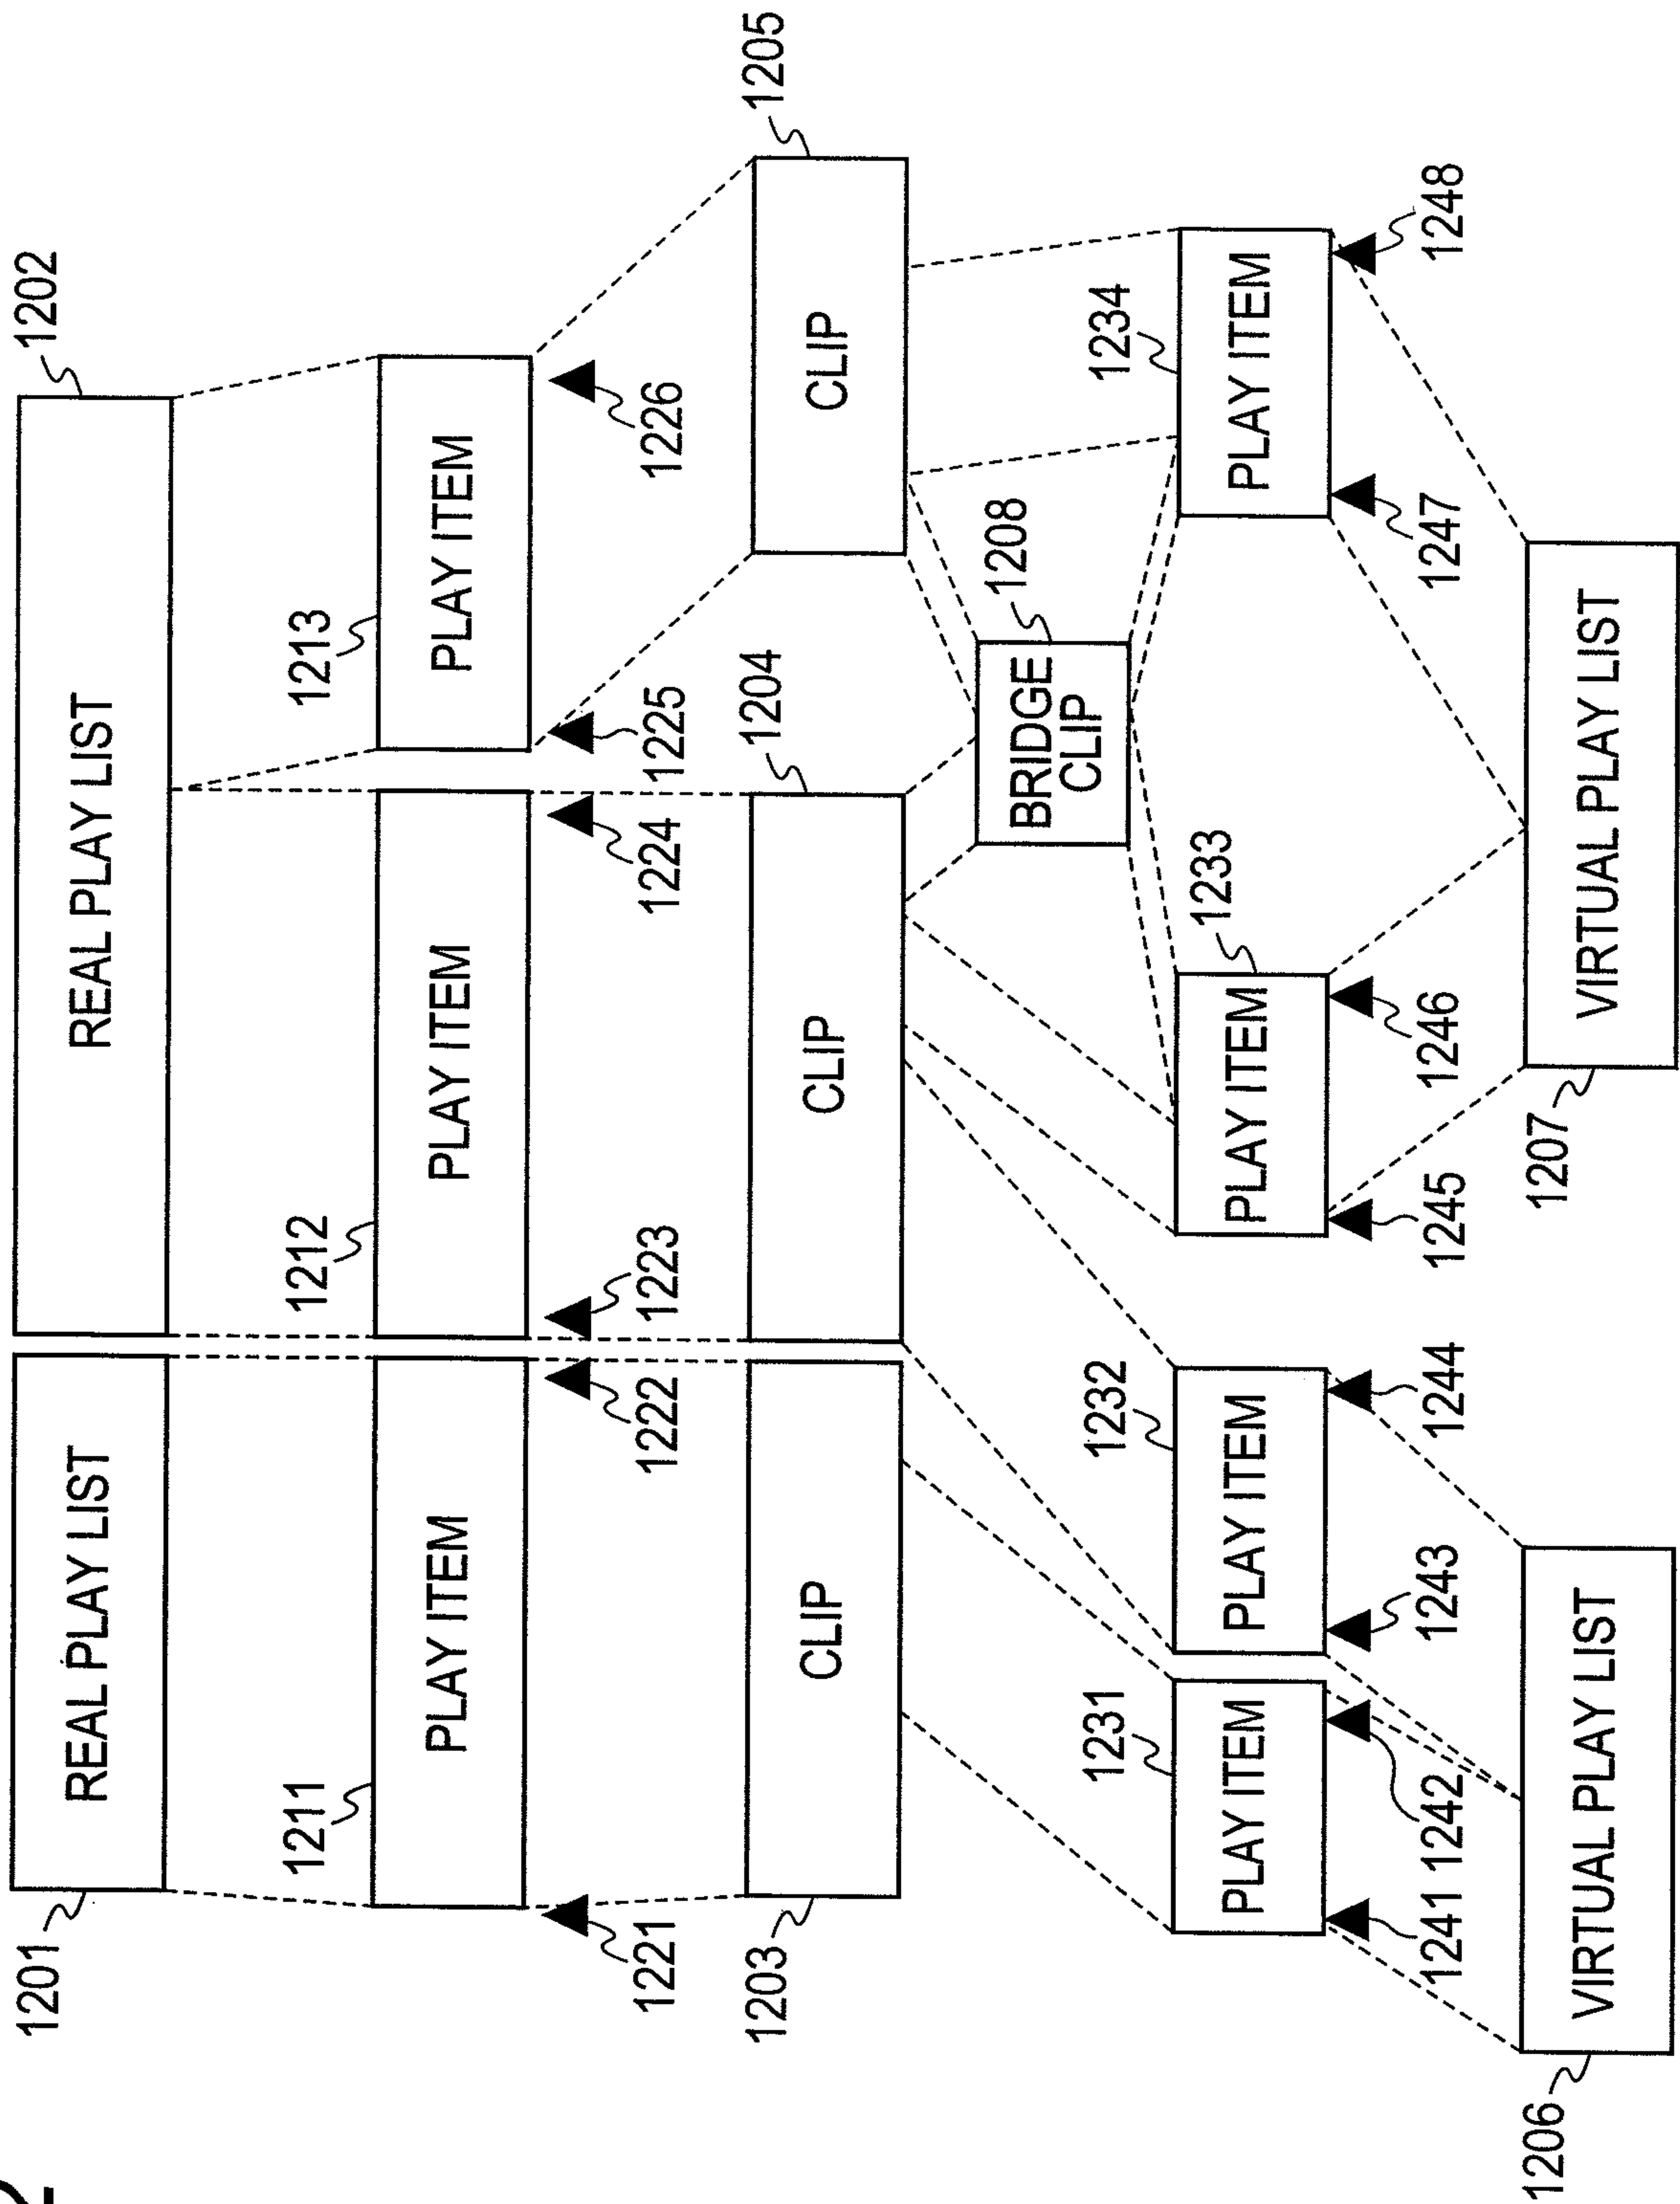 1201
REAL PLAY LIST
REAL PLAY LIST
1202
1211
PLAY ITEM
1212
PLAY ITEM
1213
PLAY ITEM
1221
1222
1223
1224
1225
1226
1203
CLIP
CLIP
1204
CLIP
1205
BRIDGE
CLIP
1208
1231
PLAY ITEM
1232
PLAY ITEM
PLAY ITEM
1233
1234
PLAY ITEM
1241
1242
1243
1244
1245
1246
1247
1248
1206
VIRTUAL PLAY LIST
1207
VIRTUAL PLAY LIST